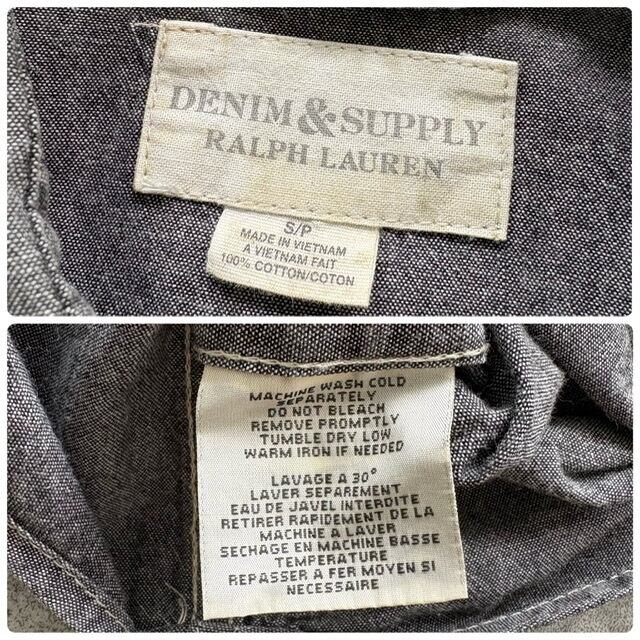 DENIM & SUPPLY
RALPH LAUREN
S/P
MADE IN VIETNAM
A VIETNAM FAIT
100% COTTON/COTON
MACHINE WASH COLD
SEPARATELY
DO NOT BLEACH
REMOVE PROMPTLY
TUMBLE DRY LOW
WARM IRON IF NEEDED
LAVAGE A 30°
LAVER SEPAREMENT
EAU DE JAVEL INTERDITE
RETIRER RAPIDEMENT DE LA
MACHINE A LAVER
SECHAGE EN MACHINE BASSE
TEMPERATURE
REPASSER A FER MOYEN SI
NECESSAIRE